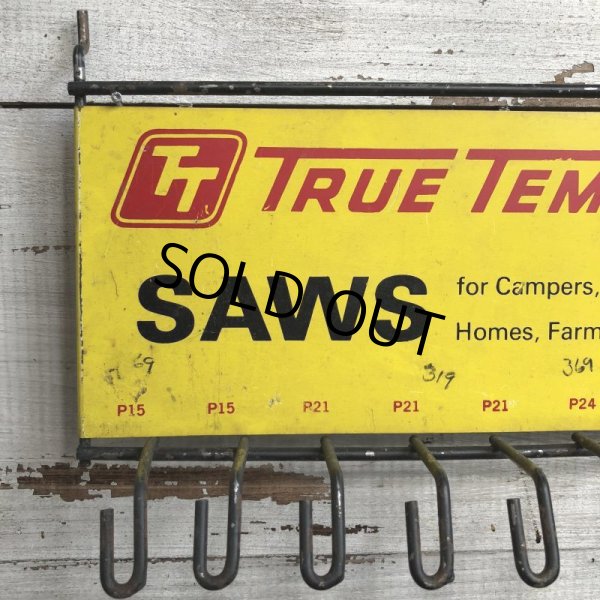 TT TRUE TEM
SAWS
for Campers,
Homes, Farm
SOLD OUT
69 319 369
P15 P15 P21 P21 P21 P24